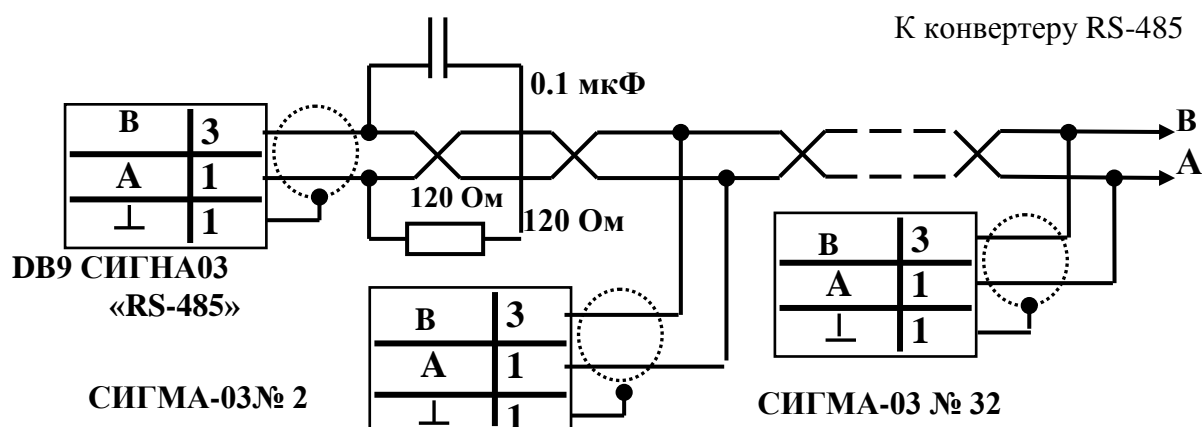 К конвертеру RS-485
0.1 мкФ
В 3
А 1
⊥ 1
В
А
120 Ом
120 Ом
DB9 СИГНА03
«RS-485»
В 3
А 1
⊥ 1
В 3
А 1
⊥ 1
СИГМА-03№ 2
СИГМА-03 № 32